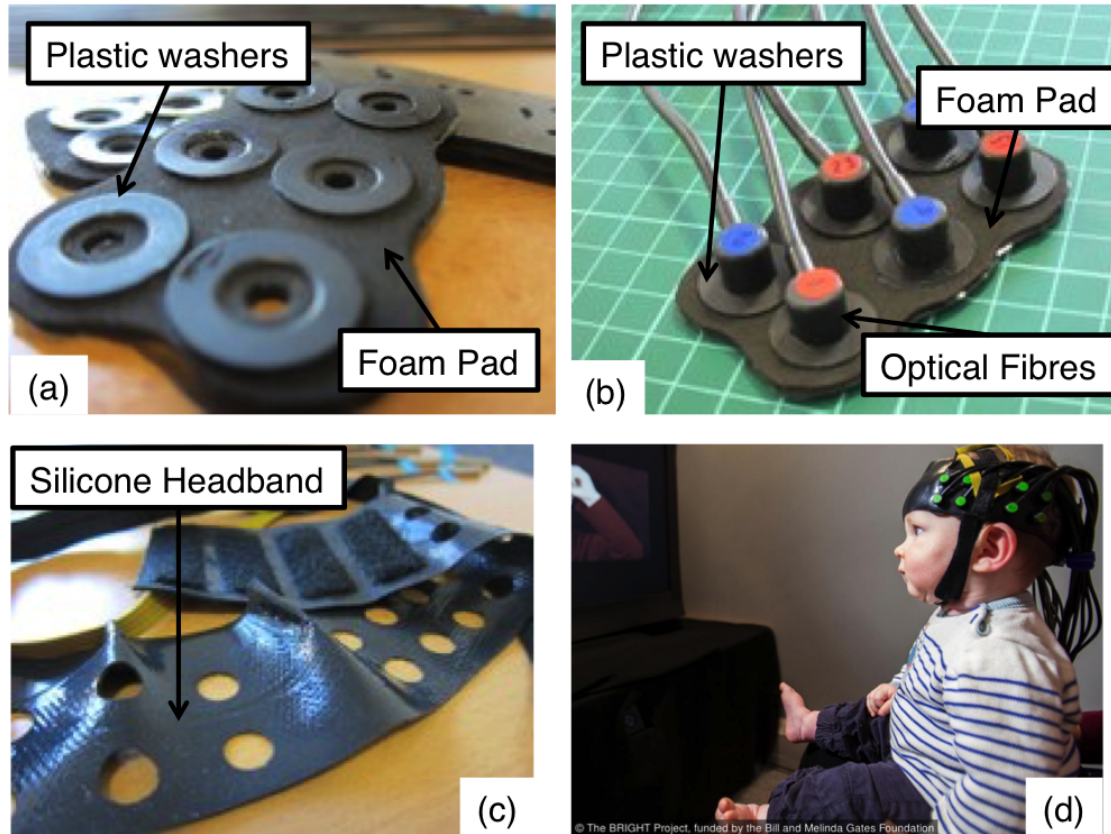 Plastic washers
Foam Pad
(a)
Plastic washers
Foam Pad
Optical Fibres
(b)
Silicone Headband
(c)
(d)
© The BRIGHT Project, funded by the Bill and Melinda Gates Foundation